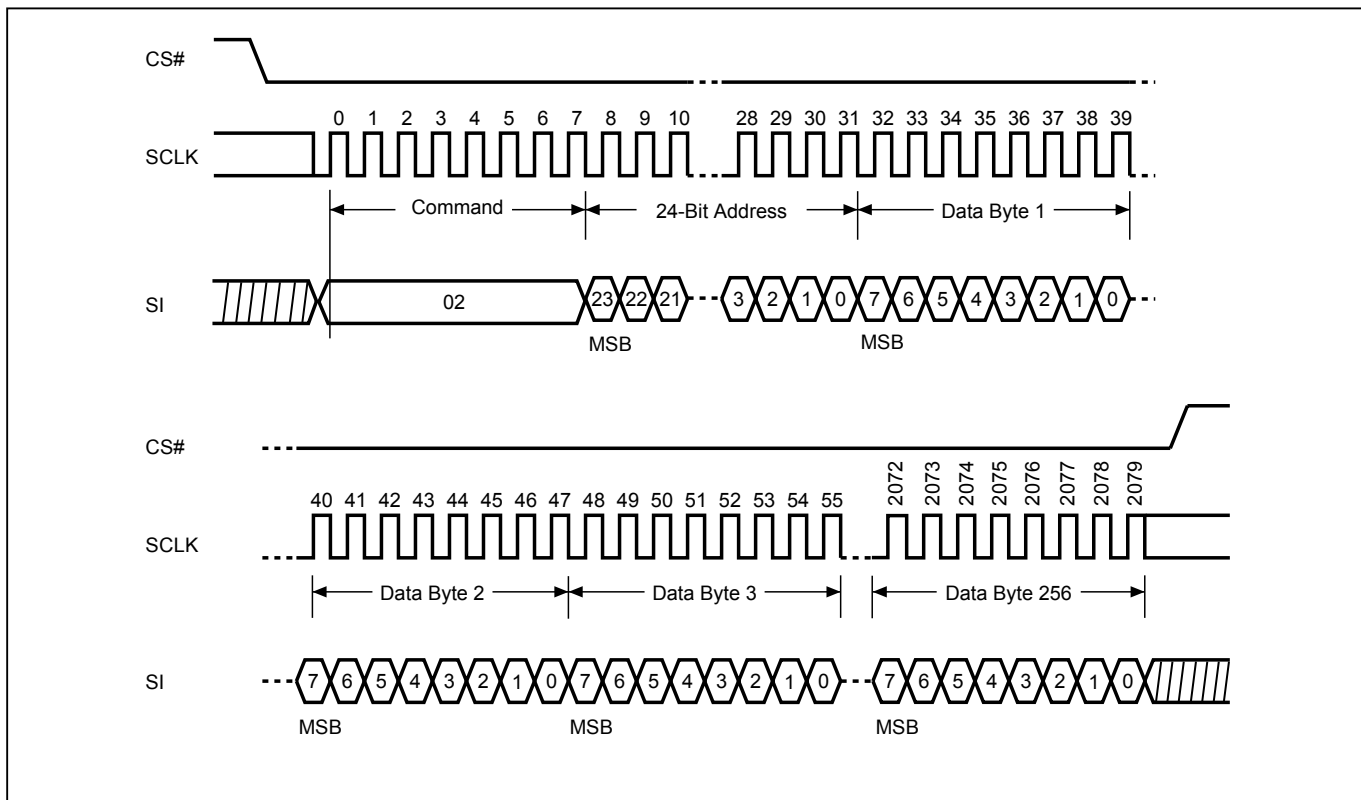 CS#
0 1 2 3 4 5 6 7 8 9 10 28 29 30 31 32 33 34 35 36 37 38 39
SCLK
Command 24-Bit Address Data Byte 1
SI 02 23 22 21 3 2 1 0 7 6 5 4 3 2 1 0
MSB MSB
CS#
2072 2073 2074 2075 2076 2077 2078 2079
40 41 42 43 44 45 46 47 48 49 50 51 52 53 54 55
SCLK
Data Byte 2 Data Byte 3 Data Byte 256
SI 7 6 5 4 3 2 1 0 7 6 5 4 3 2 1 0 7 6 5 4 3 2 1 0
MSB MSB MSB